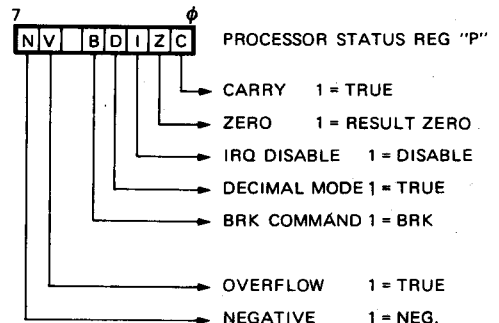 7 ϕ
N V B D I Z C PROCESSOR STATUS REG "P"
CARRY 1 = TRUE
ZERO 1 = RESULT ZERO
IRQ DISABLE 1 = DISABLE
DECIMAL MODE 1 = TRUE
BRK COMMAND 1 = BRK
OVERFLOW 1 = TRUE
NEGATIVE 1 = NEG.